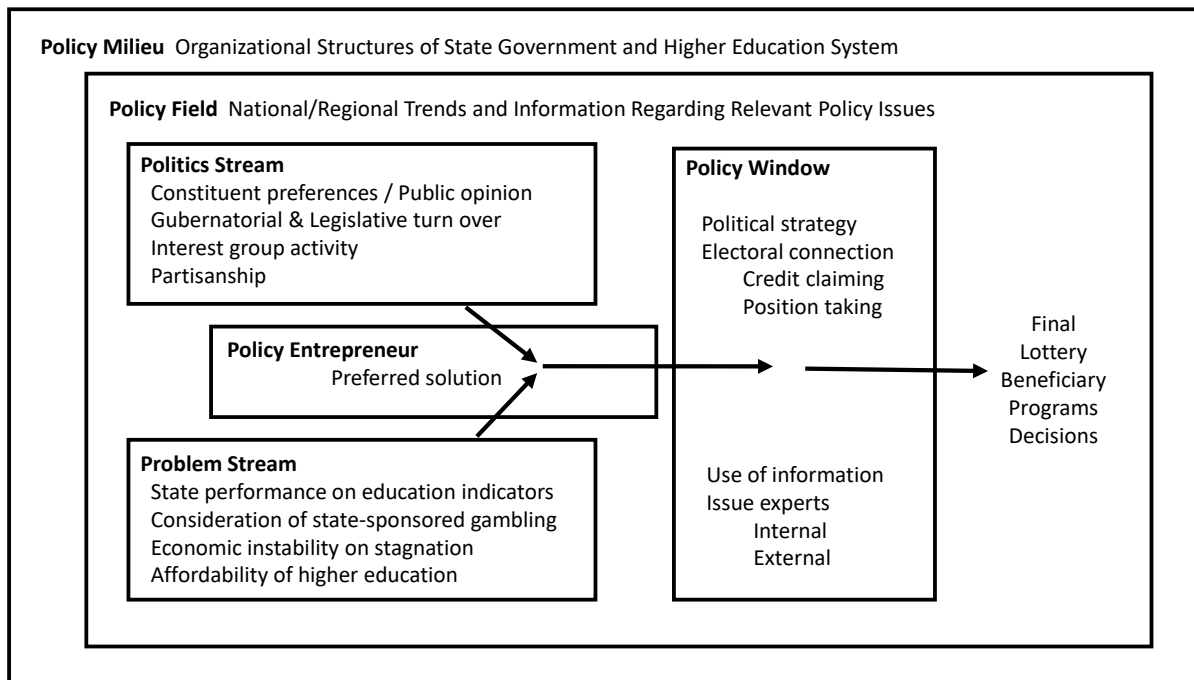 Policy Milieu Organizational Structures of State Government and Higher Education System
Policy Field National/Regional Trends and Information Regarding Relevant Policy Issues
Politics Stream
Constituent preferences / Public opinion
Gubernatorial & Legislative turn over
Interest group activity
Partisanship
Policy Entrepreneur
Preferred solution
Problem Stream
State performance on education indicators
Consideration of state-sponsored gambling
Economic instability on stagnation
Affordability of higher education
Policy Window
Political strategy
Electoral connection
Credit claiming
Position taking
Use of information
Issue experts
Internal
External
Final
Lottery
Beneficiary
Programs
Decisions